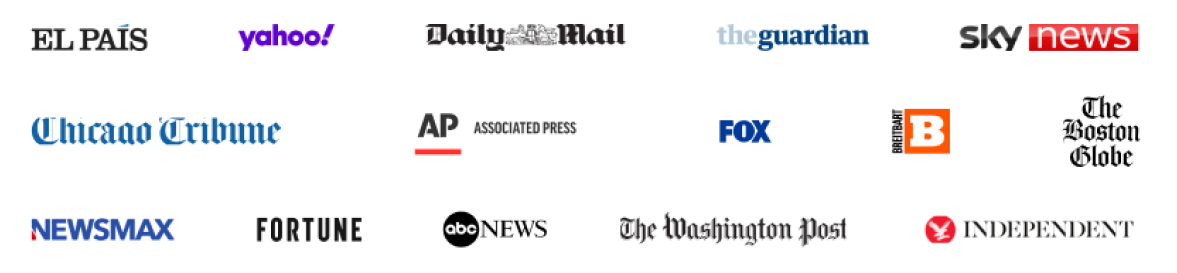 EL PAÍS
yahoo!
Daily Mail
theguardian
sky news
Chicago Tribune
AP ASSOCIATED PRESS
FOX
BREITBART B
The
Boston
Globe
NEWSMAX
FORTUNE
abc NEWS
The Washington Post
INDEPENDENT